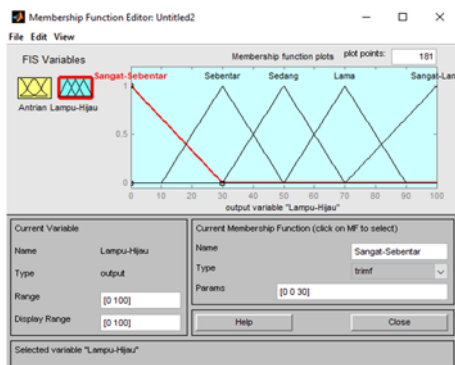 Membership Function Editor: Untitled2
File Edit View
FIS Variables
Membership function plots plot points: 181
Sangat-Sebentar Sebentar Sedang Lama Sangat-Lam
Antrian Lampu-Hijau
1
0.5
0
0 10 20 30 40 50 60 70 80 90 100
output variable "Lampu-Hijau"
Current Variable
Name Lampu-Hijau
Type output
Range [0 100]
Display Range [0 100]
Current Membership Function (click on MF to select)
Name Sangat-Sebentar
Type trimf
Params [0 0 30]
Help Close
Selected variable "Lampu-Hijau"